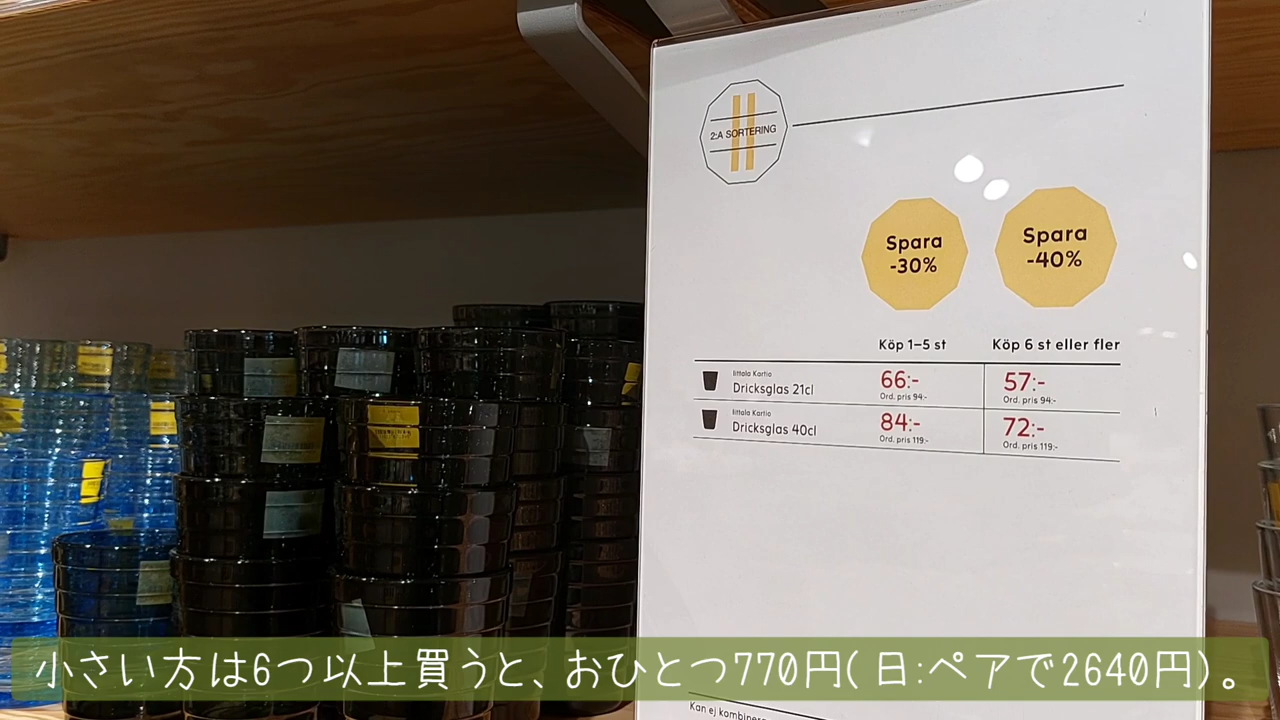 2:A SORTERING
Spara
-30%
Spara
-40%
Köp 1–5 st
Köp 6 st eller fler
Iittala Kartio
Dricksglas 21cl
66:-
Ord. pris 94:-
57:-
Ord. pris 94:-
Iittala Kartio
Dricksglas 40cl
84:-
Ord. pris 119:-
72:-
Ord. pris 119:-
Kan ej
小さい方は6つ以上買うと、おひとつ770円(日:ペアで2640円)。